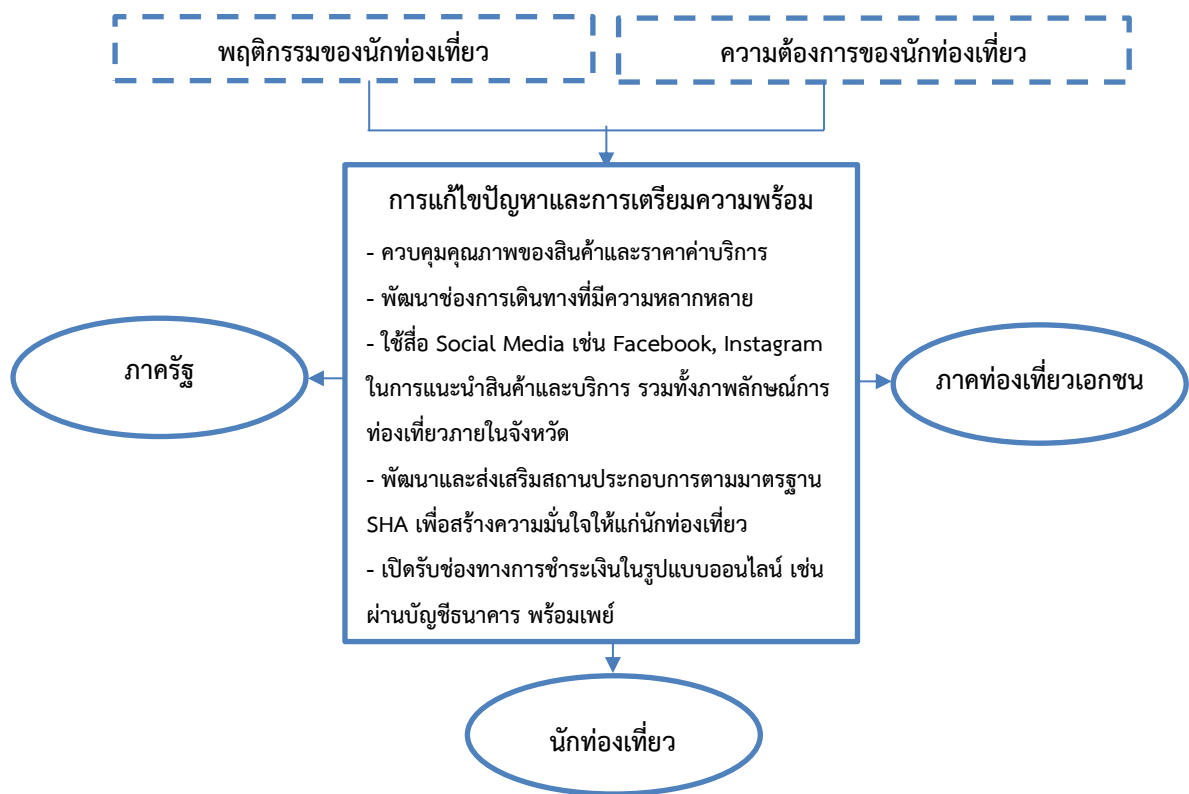 พฤติกรรมของนักท่องเที่ยว
ความต้องการของนักท่องเที่ยว
การแก้ไขปัญหาและการเตรียมความพร้อม
- ควบคุมคุณภาพของสินค้าและราคาค่าบริการ
- พัฒนาช่องการเดินทางที่มีความหลากหลาย
- ใช้สื่อ Social Media เช่น Facebook, Instagram
ในการแนะนำสินค้าและบริการ รวมทั้งภาพลักษณ์การ
ท่องเที่ยวภายในจังหวัด
- พัฒนาและส่งเสริมสถานประกอบการตามมาตรฐาน
SHA เพื่อสร้างความมั่นใจให้แก่นักท่องเที่ยว
- เปิดรับช่องทางการชำระเงินในรูปแบบออนไลน์ เช่น
ผ่านบัญชีธนาคาร พร้อมเพย์
ภาครัฐ
ภาคท่องเที่ยวเอกชน
นักท่องเที่ยว